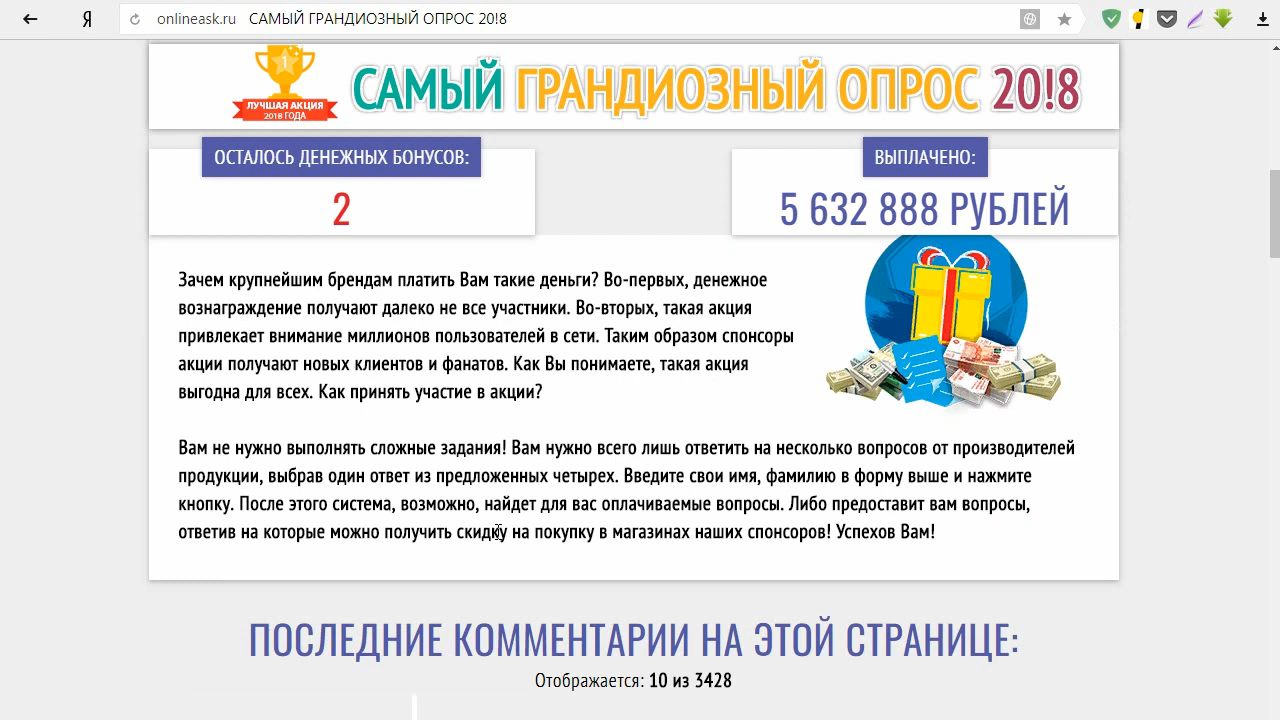 Я onlineask.ru САМЫЙ ГРАНДИОЗНЫЙ ОПРОС 20!8
1
ЛУЧШАЯ АКЦИЯ
2018 ГОДА
САМЫЙ ГРАНДИОЗНЫЙ ОПРОС 20!8
ОСТАЛОСЬ ДЕНЕЖНЫХ БОНУСОВ:
2
ВЫПЛАЧЕНО:
5 632 888 РУБЛЕЙ
Зачем крупнейшим брендам платить Вам такие деньги? Во-первых, денежное
вознаграждение получают далеко не все участники. Во-вторых, такая акция
привлекает внимание миллионов пользователей в сети. Таким образом спонсоры
акции получают новых клиентов и фанатов. Как Вы понимаете, такая акция
выгодна для всех. Как принять участие в акции?
Вам не нужно выполнять сложные задания! Вам нужно всего лишь ответить на несколько вопросов от производителей
продукции, выбрав один ответ из предложенных четырех. Введите свои имя, фамилию в форму выше и нажмите
кнопку. После этого система, возможно, найдет для вас оплачиваемые вопросы. Либо предоставит вам вопросы,
ответив на которые можно получить скидку на покупку в магазинах наших спонсоров! Успехов Вам!
ПОСЛЕДНИЕ КОММЕНТАРИИ НА ЭТОЙ СТРАНИЦЕ:
Отображается: 10 из 3428